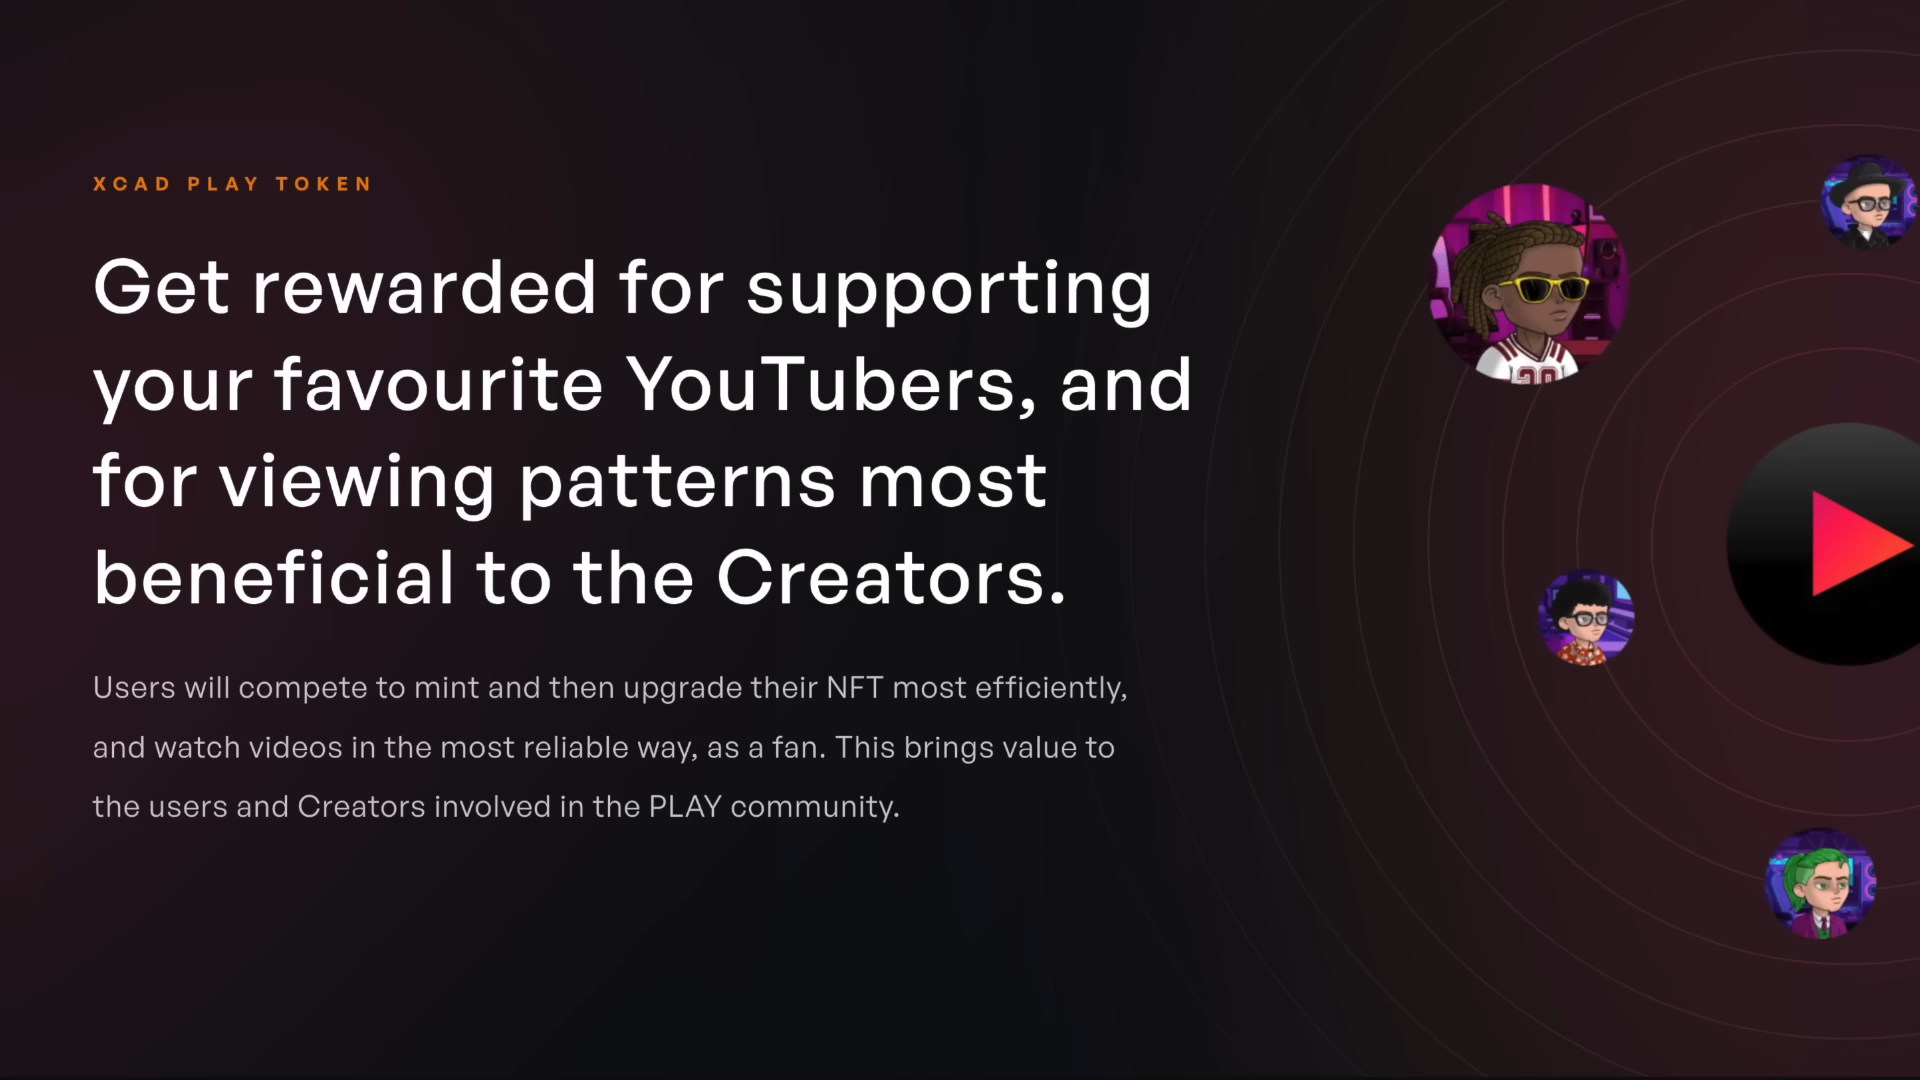 XCAD PLAY TOKEN
Get rewarded for supporting
your favourite YouTubers, and
for viewing patterns most
beneficial to the Creators.
Users will compete to mint and then upgrade their NFT most efficiently,
and watch videos in the most reliable way, as a fan. This brings value to
the users and Creators involved in the PLAY community.